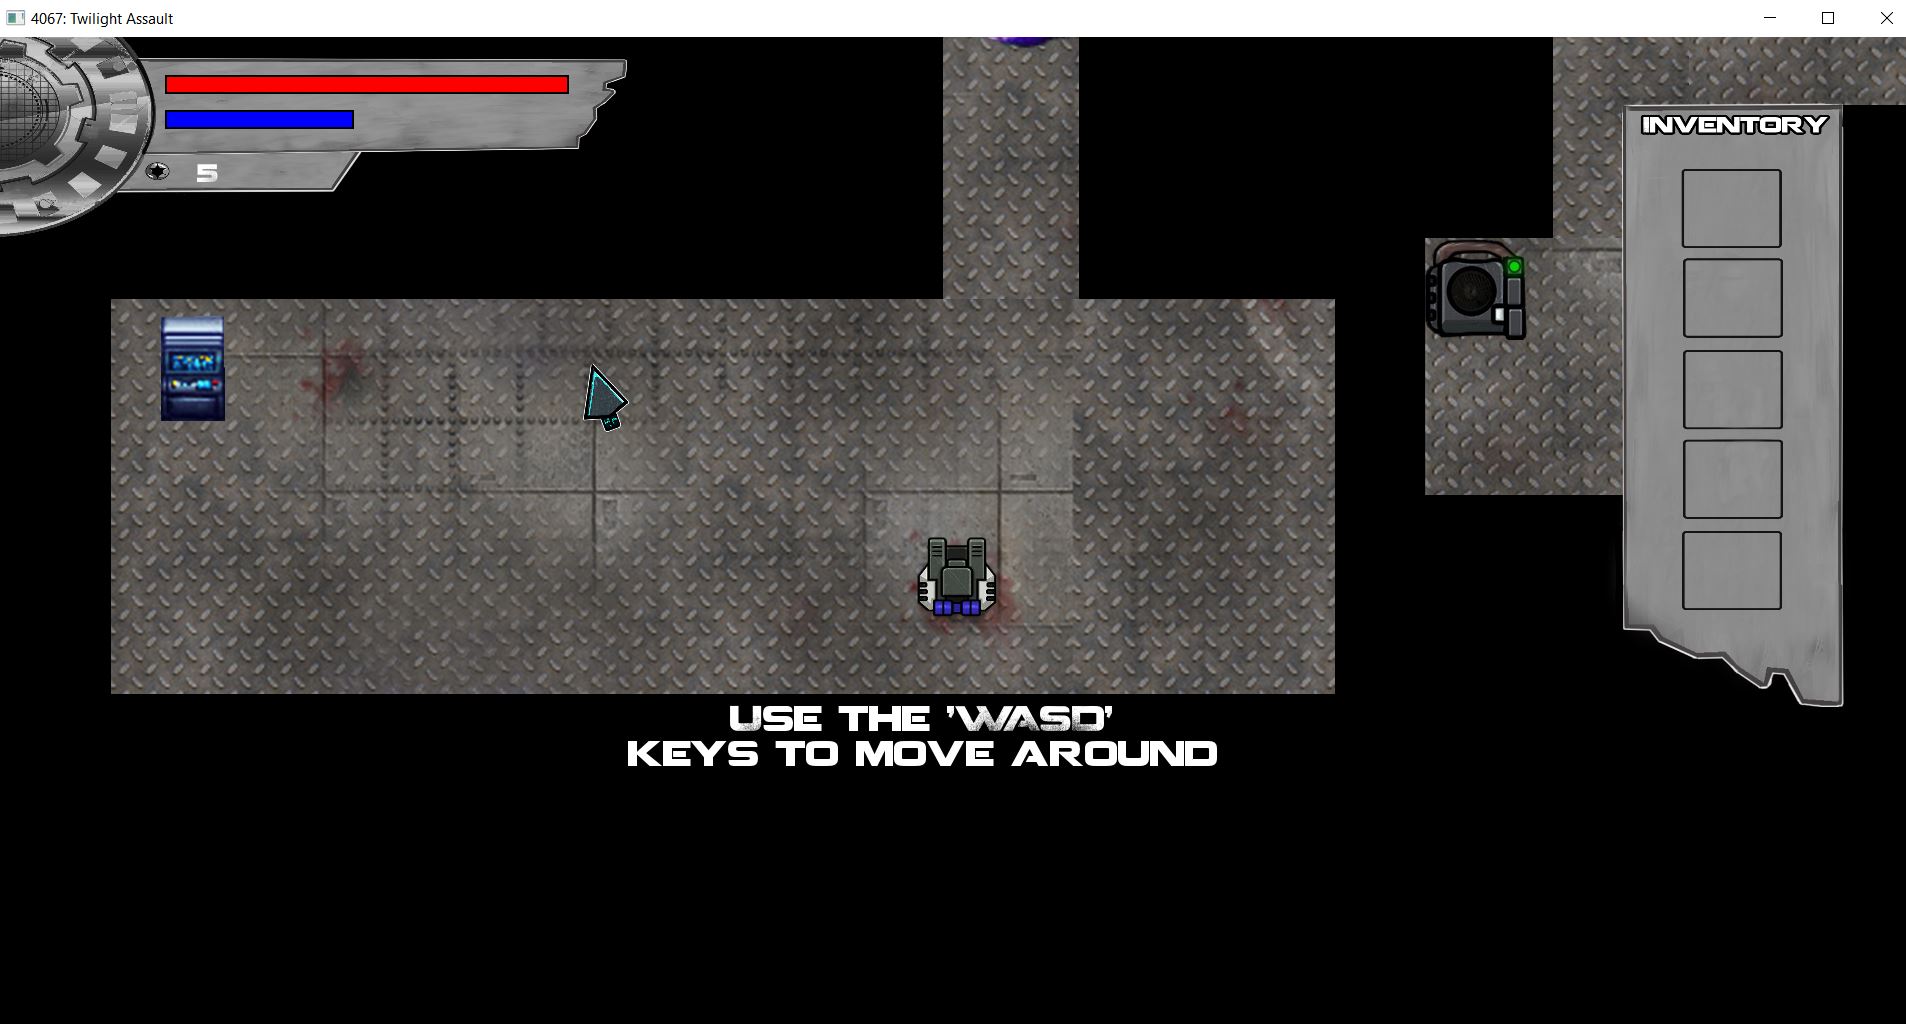 4067: Twilight Assault
INVENTORY
5
USE THE 'WASD'
KEYS TO MOVE AROUND